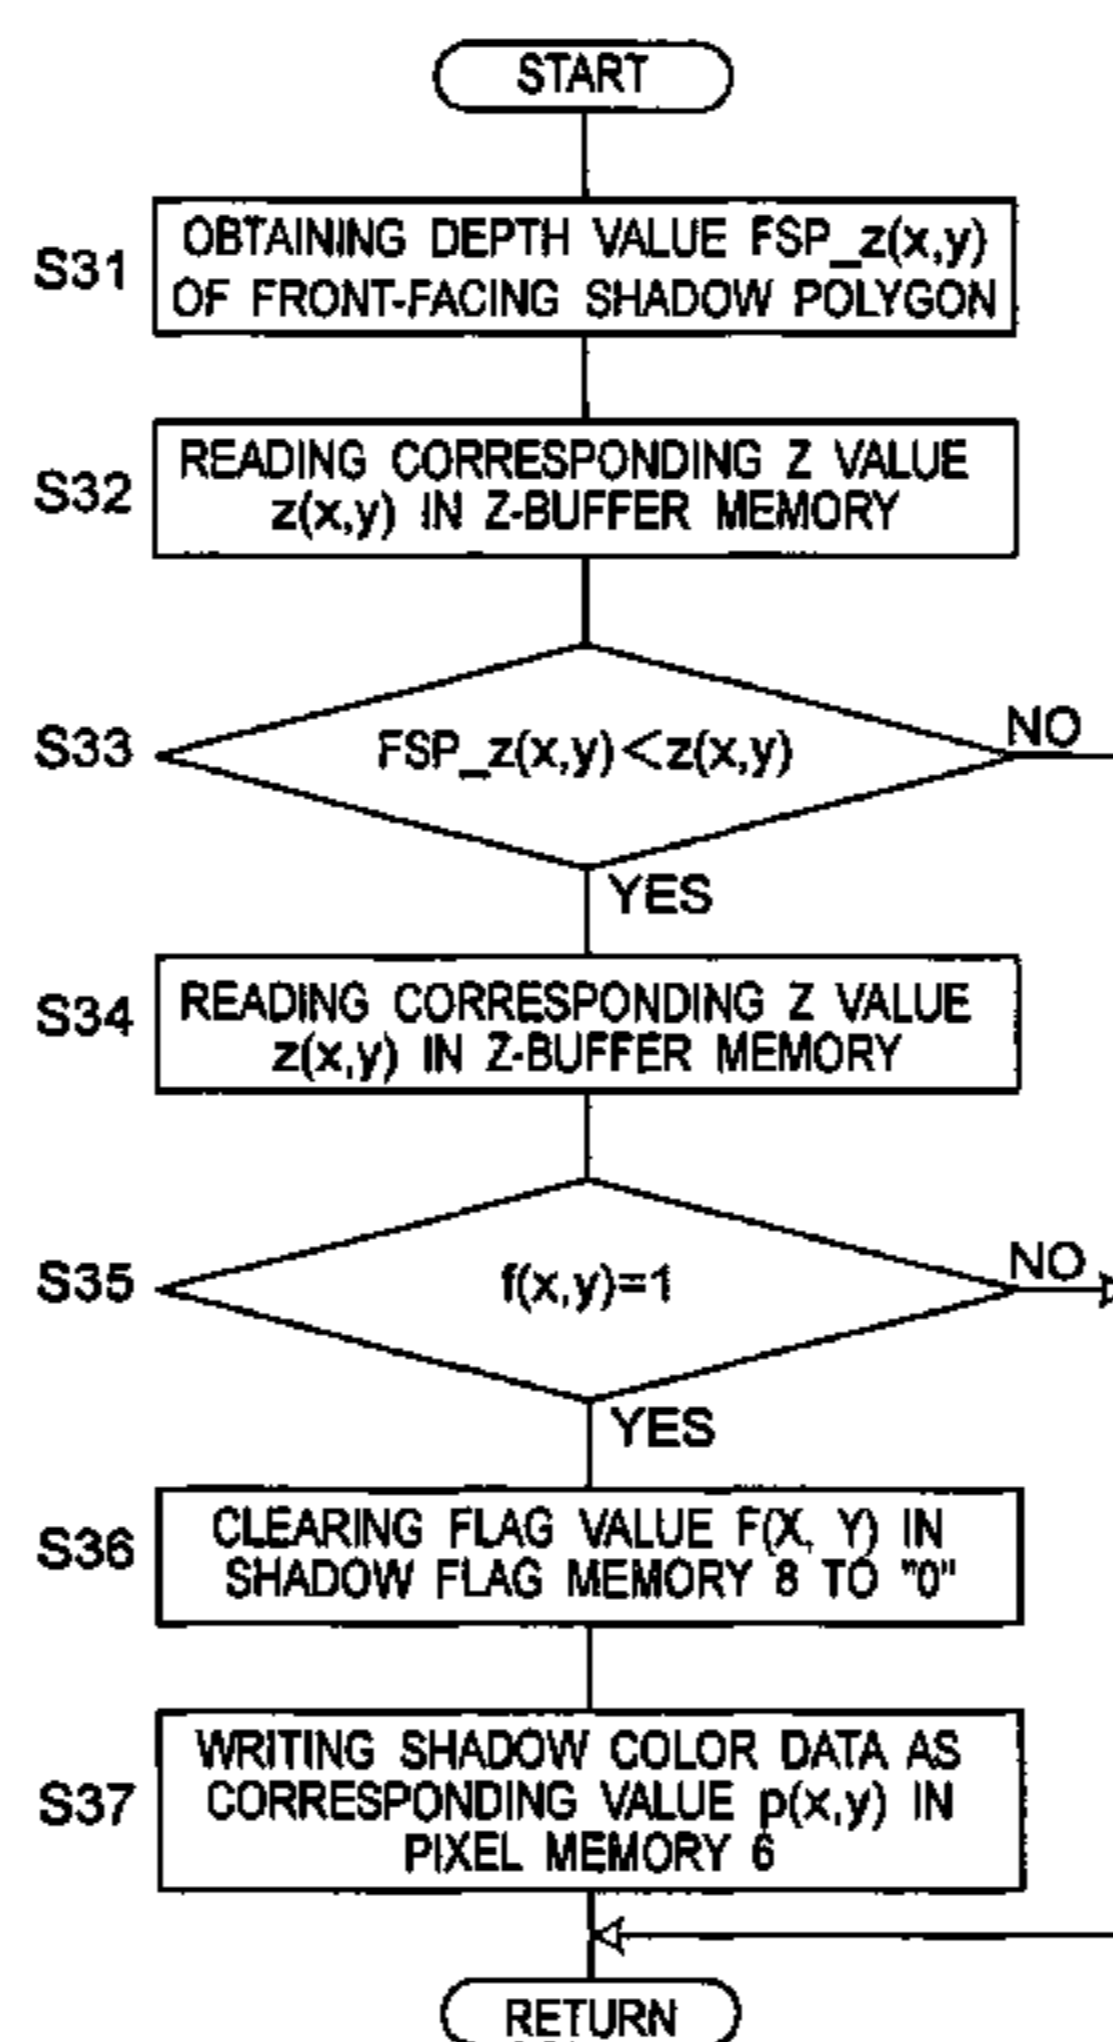 START
S31
OBTAINING DEPTH VALUE FSP_z(x,y)
OF FRONT-FACING SHADOW POLYGON
S32
READING CORRESPONDING Z VALUE
z(x,y) IN Z-BUFFER MEMORY
S33
FSP_z(x,y)<z(x,y)
NO
YES
S34
READING CORRESPONDING Z VALUE
z(x,y) IN Z-BUFFER MEMORY
S35
f(x,y)=1
NO
YES
S36
CLEARING FLAG VALUE F(X, Y) IN
SHADOW FLAG MEMORY 8 TO "0"
S37
WRITING SHADOW COLOR DATA AS
CORRESPONDING VALUE p(x,y) IN
PIXEL MEMORY 6
RETURN